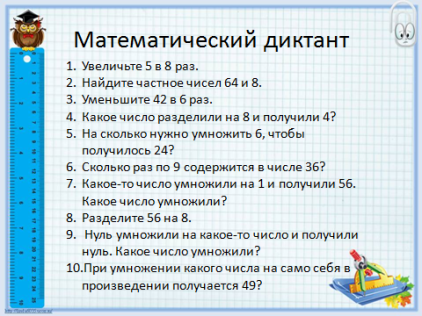 Математический диктант
1. Увеличьте 5 в 8 раз.
2. Найдите частное чисел 64 и 8.
3. Уменьшите 42 в 6 раз.
4. Какое число разделили на 8 и получили 4?
5. На сколько нужно умножить 6, чтобы
получилось 24?
6. Сколько раз по 9 содержится в числе 36?
7. Какое-то число умножили на 1 и получили 56.
Какое число умножили?
8. Разделите 56 на 8.
9. Нуль умножили на какое-то число и получили
нуль. Какое число умножили?
10.При умножении какого числа на само себя в
произведении получается 49?